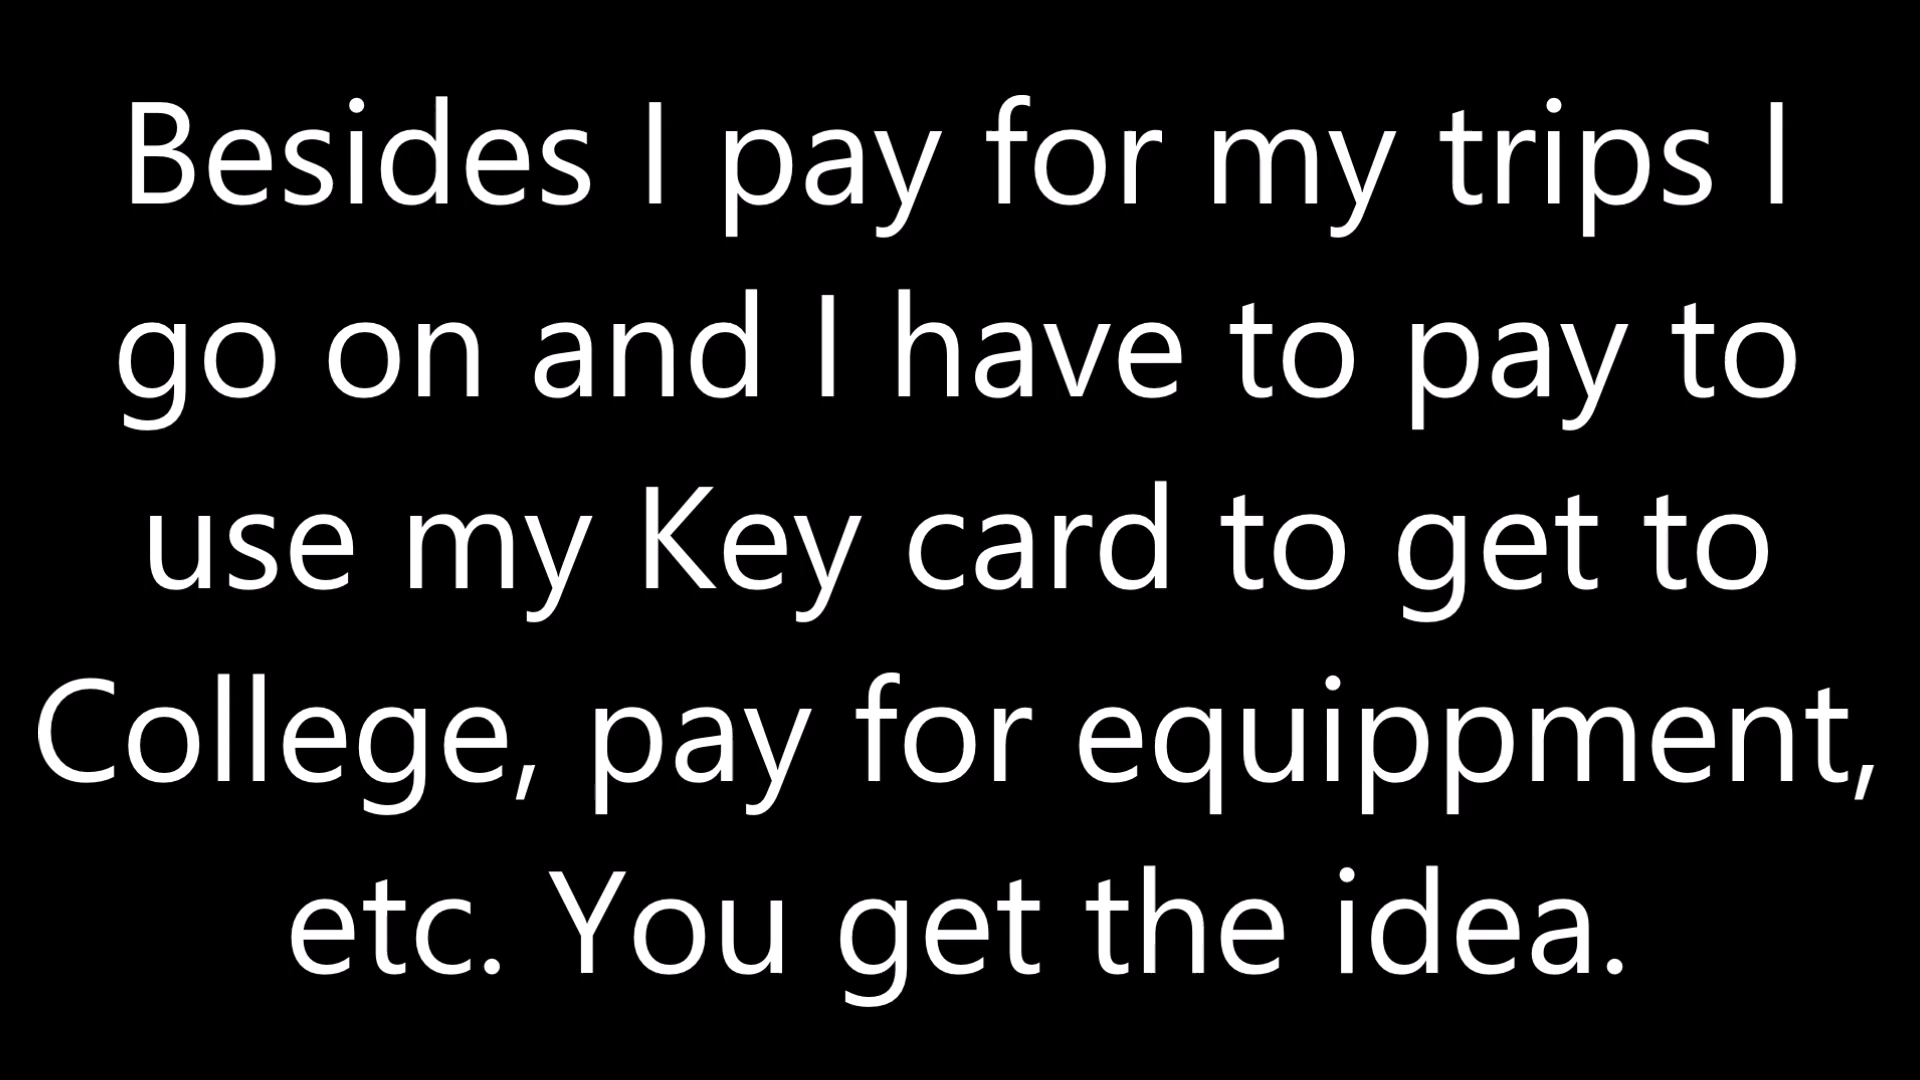 Besides I pay for my trips I
go on and I have to pay to
use my Key card to get to
College, pay for equippment,
etc. You get the idea.